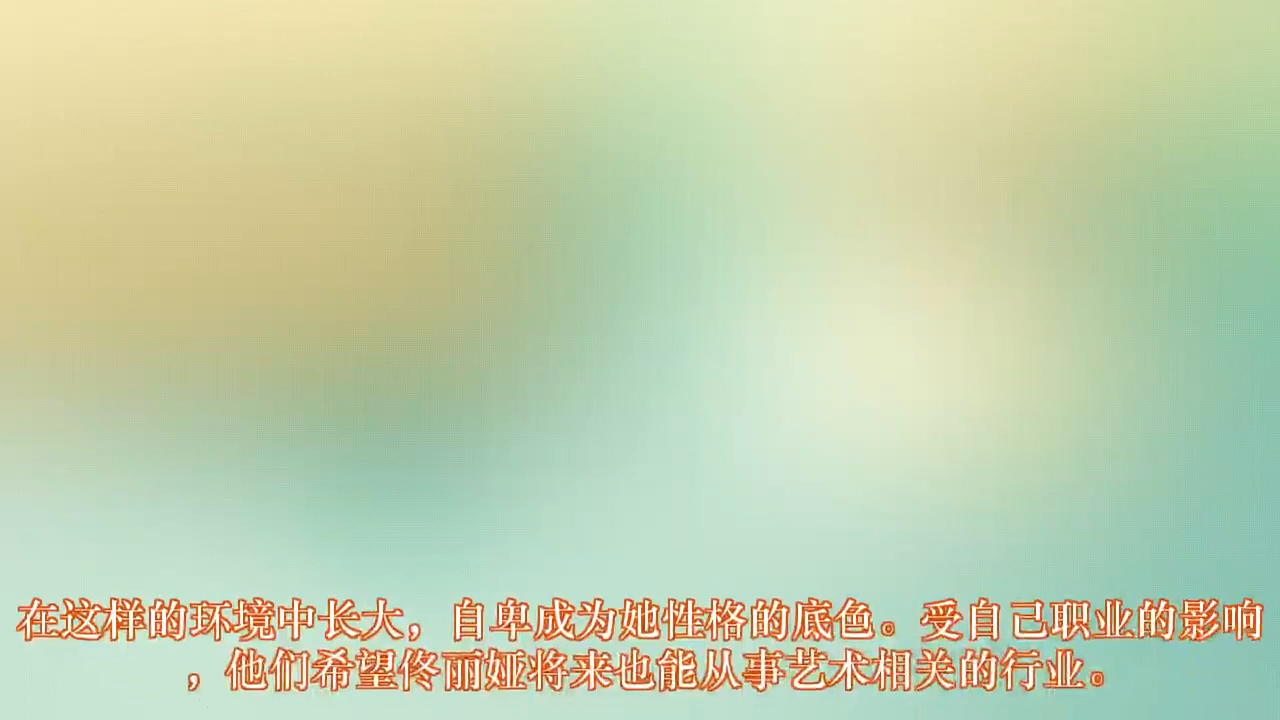 在这样的环境中长大，自卑成为她性格的底色。受自己职业的影响
，他们希望佟丽娅将来也能从事艺术相关的行业。